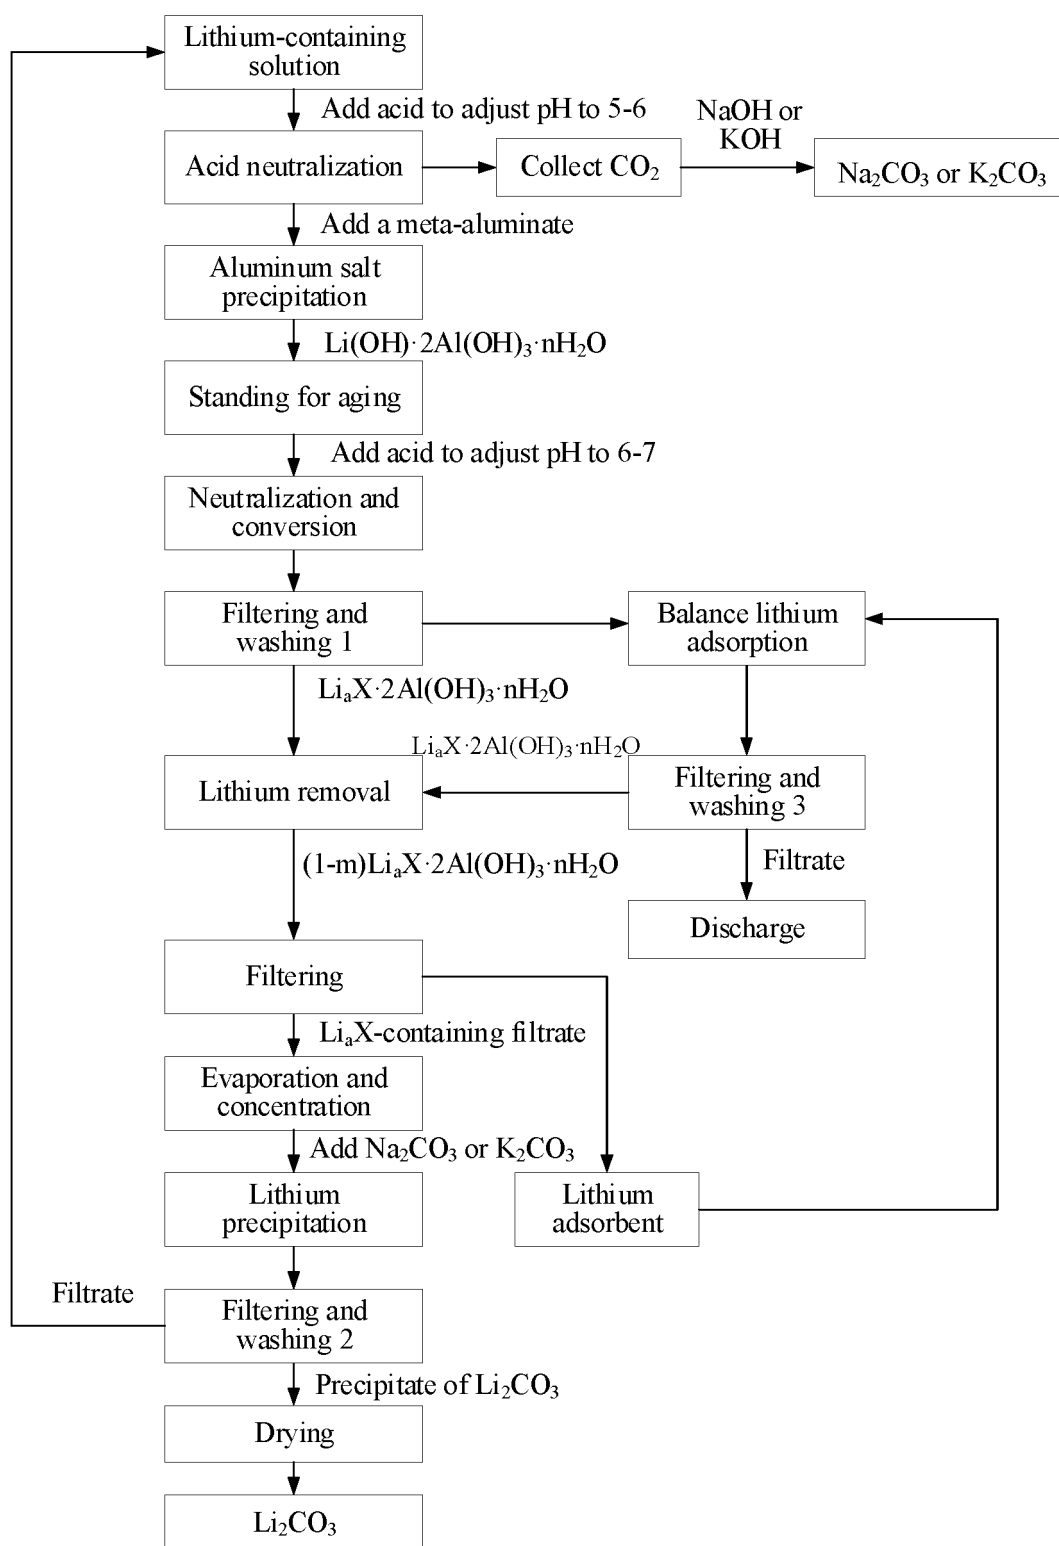 Lithium-containing
solution
Add acid to adjust pH to 5-6
NaOH or
KOH
Acid neutralization
Collect CO₂
Na₂CO₃ or K₂CO₃
Add a meta-aluminate
Aluminum salt
precipitation
Li(OH)·2Al(OH)₃·nH₂O
Standing for aging
Add acid to adjust pH to 6-7
Neutralization and
conversion
Filtering and
washing 1
Balance lithium
adsorption
LiₐX·2Al(OH)₃·nH₂O
LiₐX·2Al(OH)₃·nH₂O
Lithium removal
Filtering and
washing 3
(1-m)LiₐX·2Al(OH)₃·nH₂O
Filtrate
Discharge
Filtering
LiₐX-containing filtrate
Evaporation and
concentration
Add Na₂CO₃ or K₂CO₃
Lithium
precipitation
Lithium
adsorbent
Filtrate
Filtering and
washing 2
Precipitate of Li₂CO₃
Drying
Li₂CO₃